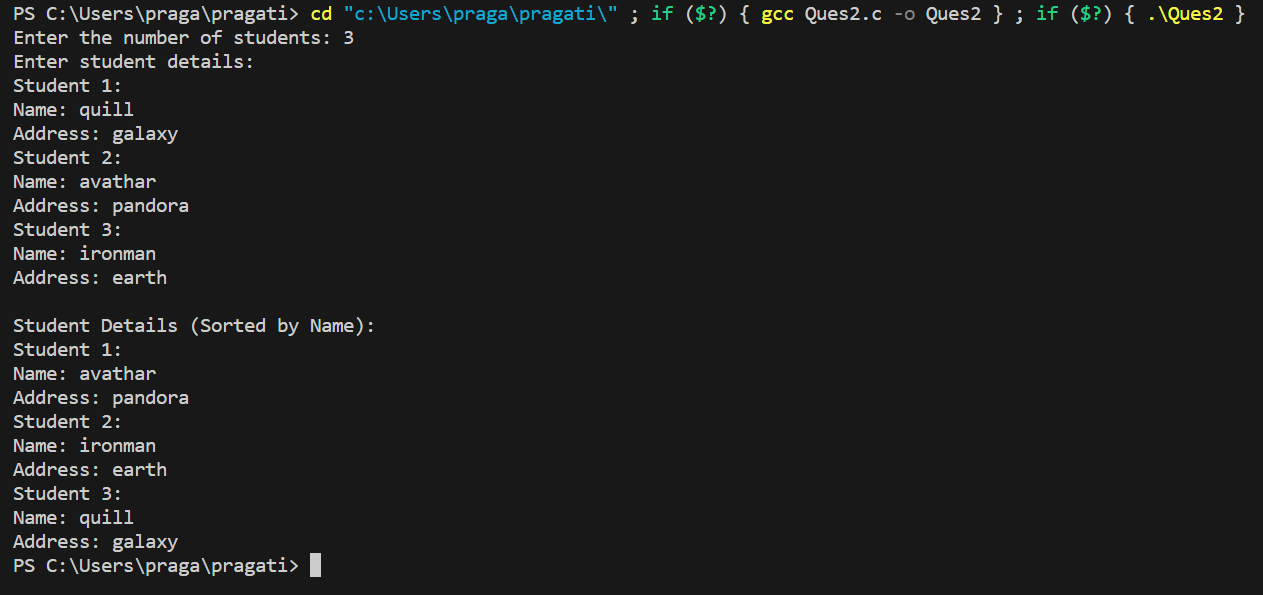 PS C:\Users\praga\pragati> cd "c:\Users\praga\pragati\" ; if ($?) { gcc Ques2.c -o Ques2 } ; if ($?) { .\Ques2 }
Enter the number of students: 3
Enter student details:
Student 1:
Name: quill
Address: galaxy
Student 2:
Name: avathar
Address: pandora
Student 3:
Name: ironman
Address: earth

Student Details (Sorted by Name):
Student 1:
Name: avathar
Address: pandora
Student 2:
Name: ironman
Address: earth
Student 3:
Name: quill
Address: galaxy
PS C:\Users\praga\pragati>